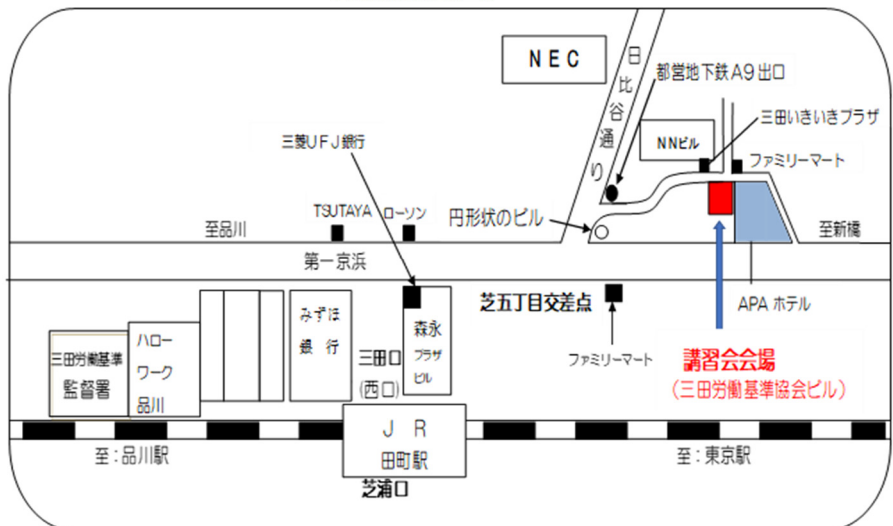 NEC
日比谷通り
都営地下鉄A9出口
三田いきいきプラザ
NNビル
ファミリーマート
三菱UFJ銀行
TSUTAYA
ローソン
円形状のビル
至品川
至新橋
第一京浜
芝五丁目交差点
APAホテル
みずほ
銀行
森永
プラザ
ビル
三田口
(西口)
ファミリーマート
講習会会場
(三田労働基準協会ビル)
三田労働基準
監督署
ハロー
ワーク
品川
JR
田町駅
至:品川駅
至:東京駅
芝浦口